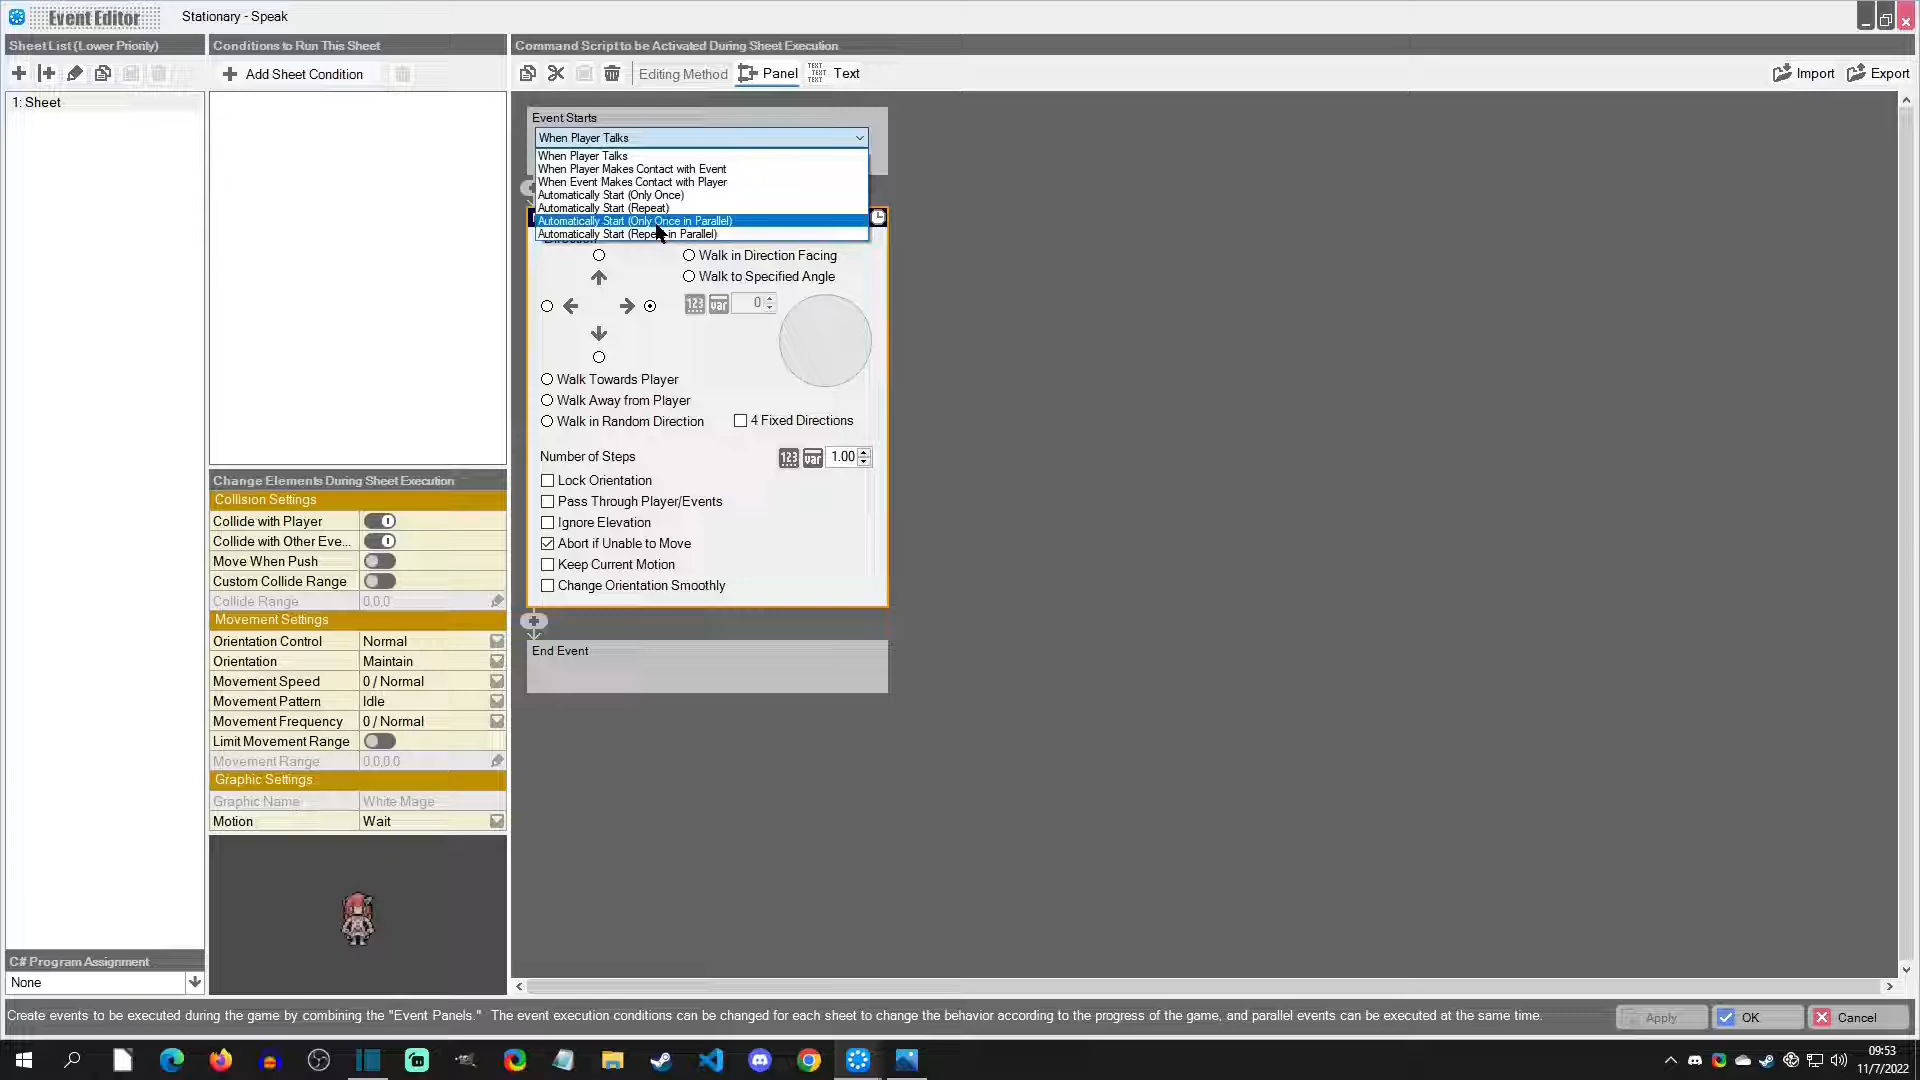 Event Editor
Stationary - Speak
Sheet List (Lower Priority)
Conditions to Run This Sheet
Command Script to be Activated During Sheet Execution
Add Sheet Condition
Editing Method
Panel
TEXT TEXT TEXT
Text
Import
Export
1: Sheet
Event Starts
When Player Talks
When Player Talks
When Player Makes Contact with Event
When Event Makes Contact with Player
Automatically Start (Only Once)
Automatically Start (Repeat)
Automatically Start (Only Once in Parallel)
Automatically Start (Repeat in Parallel)
Direction
Walk in Direction Facing
Walk to Specified Angle
123 var 0
Walk Towards Player
Walk Away from Player
Walk in Random Direction
4 Fixed Directions
Number of Steps
123 var 1.00
Lock Orientation
Pass Through Player/Events
Ignore Elevation
Abort if Unable to Move
Keep Current Motion
Change Orientation Smoothly
End Event
Change Elements During Sheet Execution
Collision Settings
Collide with Player
Collide with Other Eve...
Move When Push
Custom Collide Range
Collide Range 0,0,0
Movement Settings
Orientation Control Normal
Orientation Maintain
Movement Speed 0 / Normal
Movement Pattern Idle
Movement Frequency 0 / Normal
Limit Movement Range
Movement Range 0,0,0,0
Graphic Settings
Graphic Name White Mage
Motion Wait
C# Program Assignment
None
Create events to be executed during the game by combining the "Event Panels." The event execution conditions can be changed for each sheet to change the behavior according to the progress of the game, and parallel events can be executed at the same time.
Apply
OK
Cancel
09:53
11/7/2022